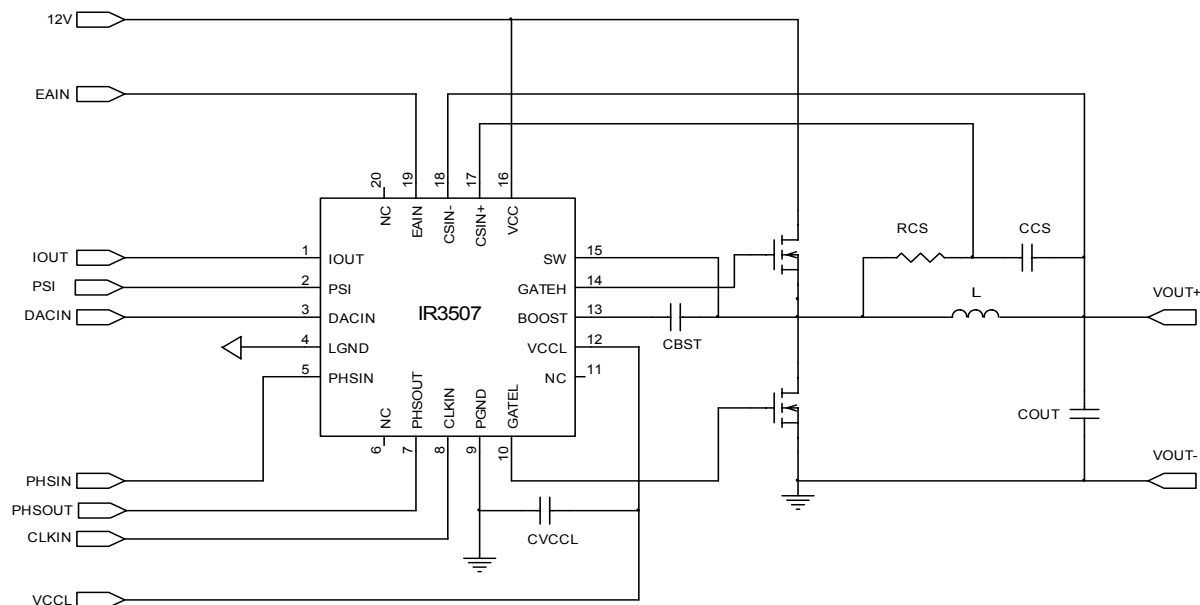 12V
EAIN
20
19
18
17
16
NC
EAIN
CSIN-
CSIN+
VCC
IOUT
1
IOUT
PSI
2
PSI
DACIN
3
DACIN
4
LGND
5
PHSIN
IR3507
SW
15
GATEH
14
BOOST
13
VCCL
12
NC
11
CBST
RCS
CCS
L
VOUT+
COUT
VOUT-
NC
PHSOUT
CLKIN
PGND
GATEL
6
7
8
9
10
PHSIN
PHSOUT
CLKIN
CVCCL
VCCL